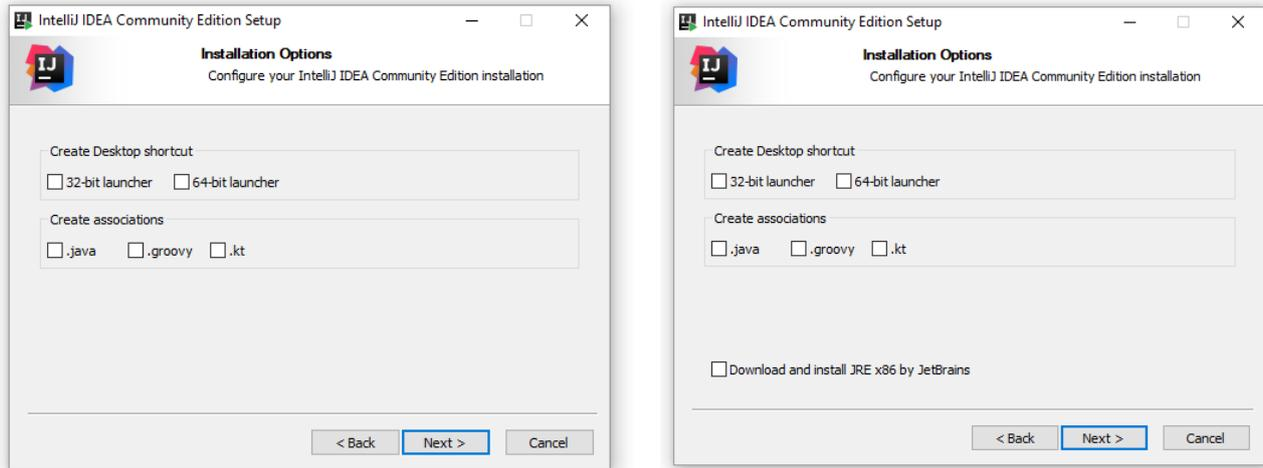 IntelliJ IDEA Community Edition Setup
IJ
Installation Options
Configure your IntelliJ IDEA Community Edition installation
Create Desktop shortcut
32-bit launcher 64-bit launcher
Create associations
.java .groovy .kt
< Back Next > Cancel
IntelliJ IDEA Community Edition Setup
IJ
Installation Options
Configure your IntelliJ IDEA Community Edition installation
Create Desktop shortcut
32-bit launcher 64-bit launcher
Create associations
.java .groovy .kt
Download and install JRE x86 by JetBrains
< Back Next > Cancel